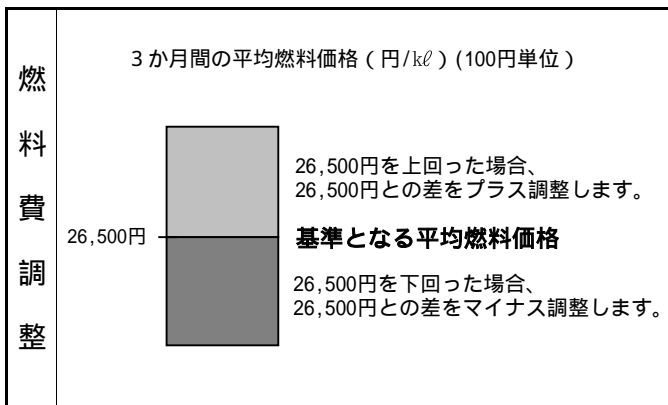 燃料費調整
3か月間の平均燃料価格(円/kℓ)(100円単位)
26,500円を上回った場合、
26,500円との差をプラス調整します。
26,500円
基準となる平均燃料価格
26,500円を下回った場合、
26,500円との差をマイナス調整します。